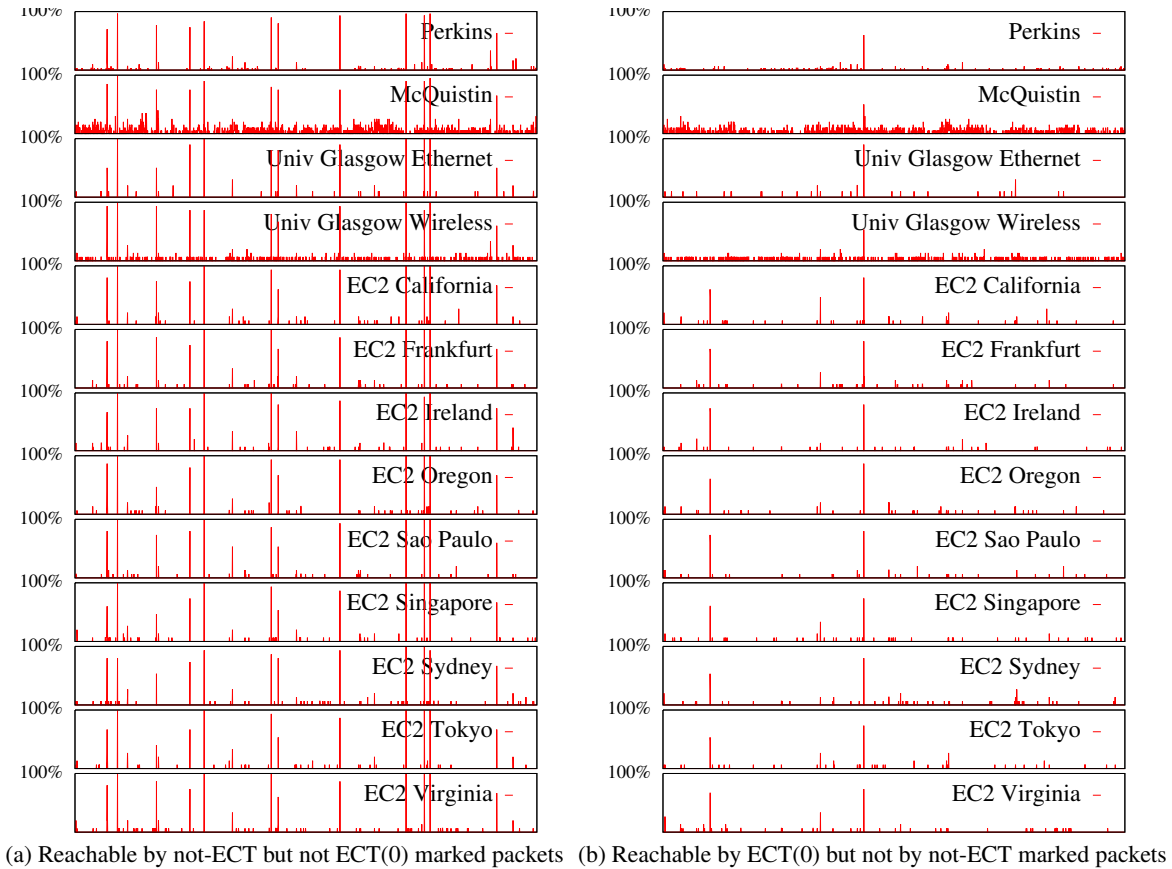 100%
Perkins
100%
McQuistin
100%
Univ Glasgow Ethernet
100%
Univ Glasgow Wireless
100%
EC2 California
100%
EC2 Frankfurt
100%
EC2 Ireland
100%
EC2 Oregon
100%
EC2 Sao Paulo
100%
EC2 Singapore
100%
EC2 Sydney
100%
EC2 Tokyo
100%
EC2 Virginia
(a) Reachable by not-ECT but not ECT(0) marked packets
100%
Perkins
100%
McQuistin
100%
Univ Glasgow Ethernet
100%
Univ Glasgow Wireless
100%
EC2 California
100%
EC2 Frankfurt
100%
EC2 Ireland
100%
EC2 Oregon
100%
EC2 Sao Paulo
100%
EC2 Singapore
100%
EC2 Sydney
100%
EC2 Tokyo
100%
EC2 Virginia
(b) Reachable by ECT(0) but not by not-ECT marked packets